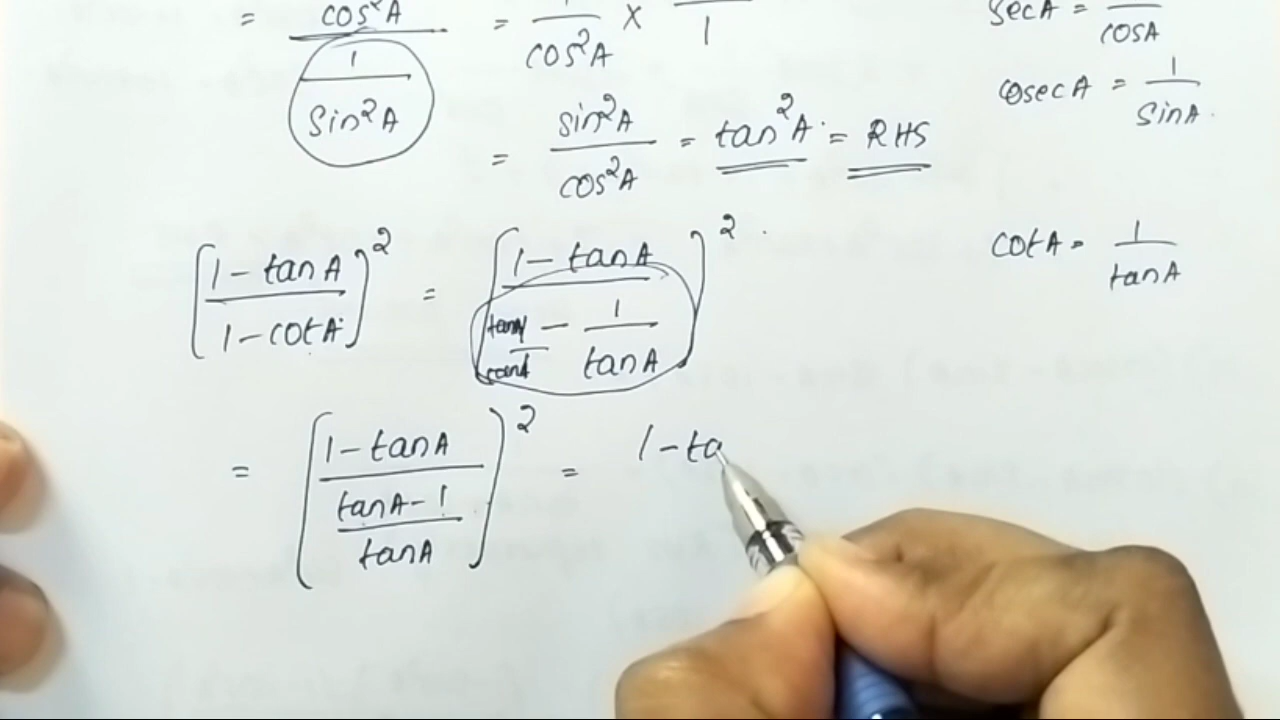 = cos²A / (1 / sin²A) = 1 / cos²A × / 1
secA = / cosA
cosecA = 1 / sinA
= sin²A / cos²A = tan²A = RHS
cotA = 1 / tanA
[(1 - tanA) / (1 - cotA)]² = [(1 - tanA) / (tanA / tanA - 1 / tanA)]²
= [(1 - tanA) / ((tanA - 1) / tanA)]² = 1 - ta